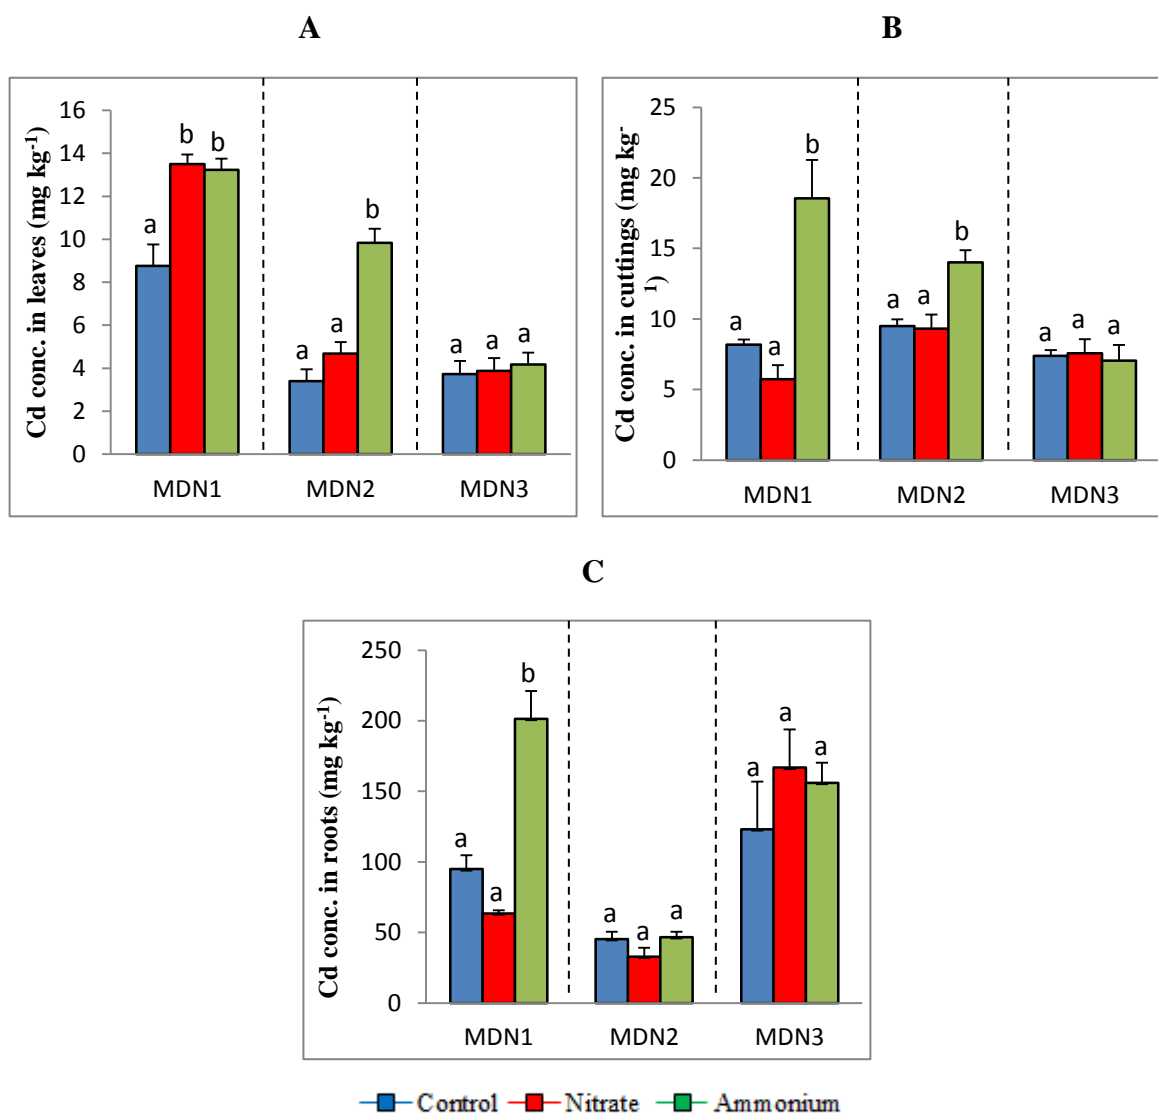 A
Cd conc. in leaves (mg kg-1)
16
14
12
10
8
6
4
2
0
a
b
b
a
a
b
a
a
a
MDN1
MDN2
MDN3
B
Cd conc. in cuttings (mg kg-
1)
25
20
15
10
5
0
a
a
b
a
a
b
a
a
a
MDN1
MDN2
MDN3
C
Cd conc. in roots (mg kg-1)
250
200
150
100
50
0
a
a
b
a
a
a
a
a
a
MDN1
MDN2
MDN3
Control Nitrate Ammonium